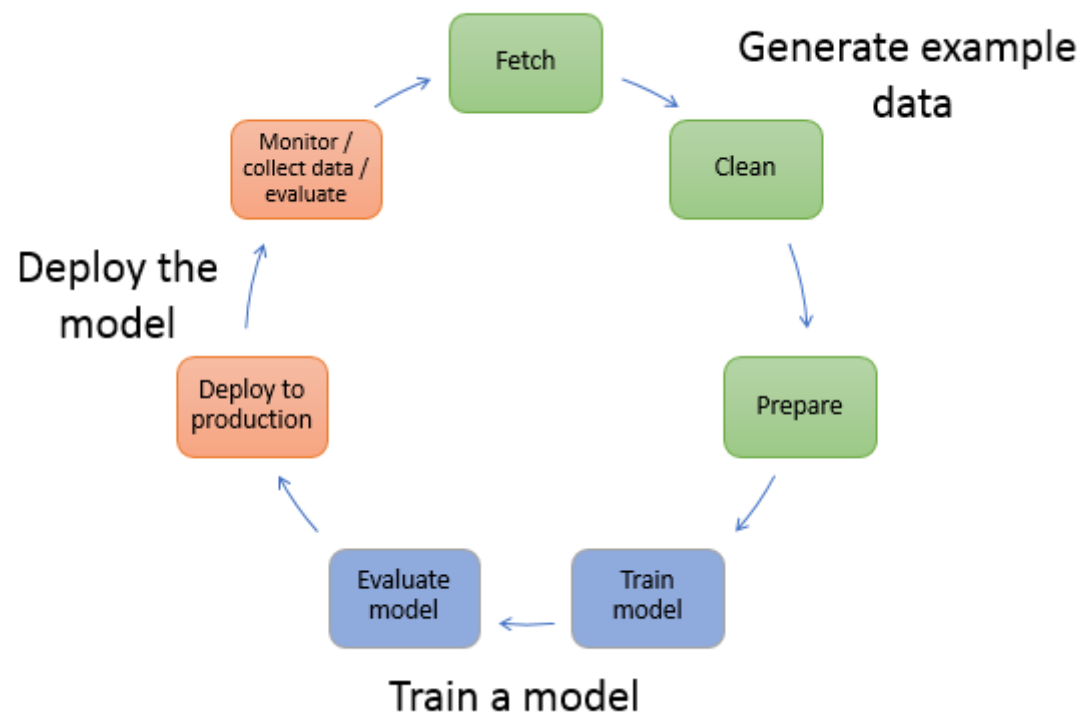 Fetch
Generate example
data
Clean
Prepare
Train
model
Train a model
Evaluate
model
Deploy to
production
Deploy the
model
Monitor /
collect data /
evaluate